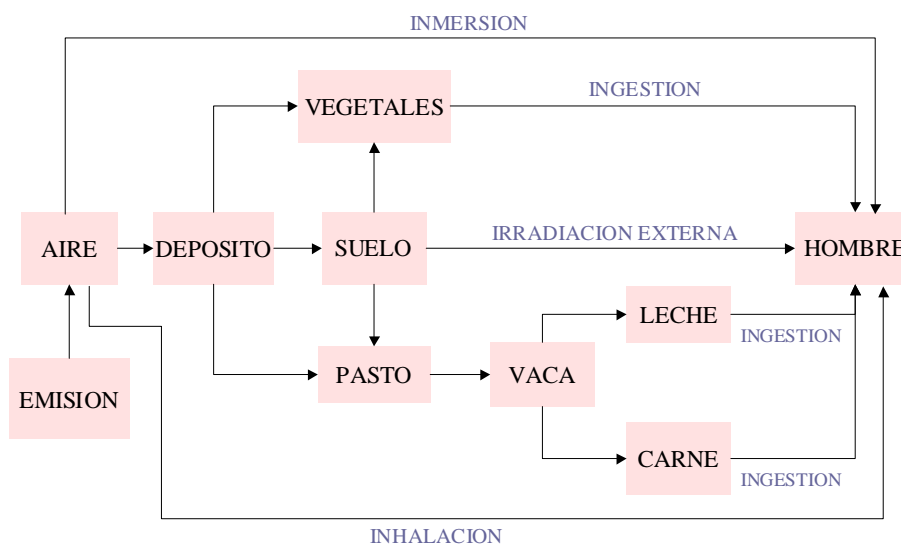 INMERSION
VEGETALES
INGESTION
AIRE
DEPOSITO
SUELO
IRRADIACION EXTERNA
HOMBRE
LECHE
INGESTION
EMISION
PASTO
VACA
CARNE
INGESTION
INHALACION